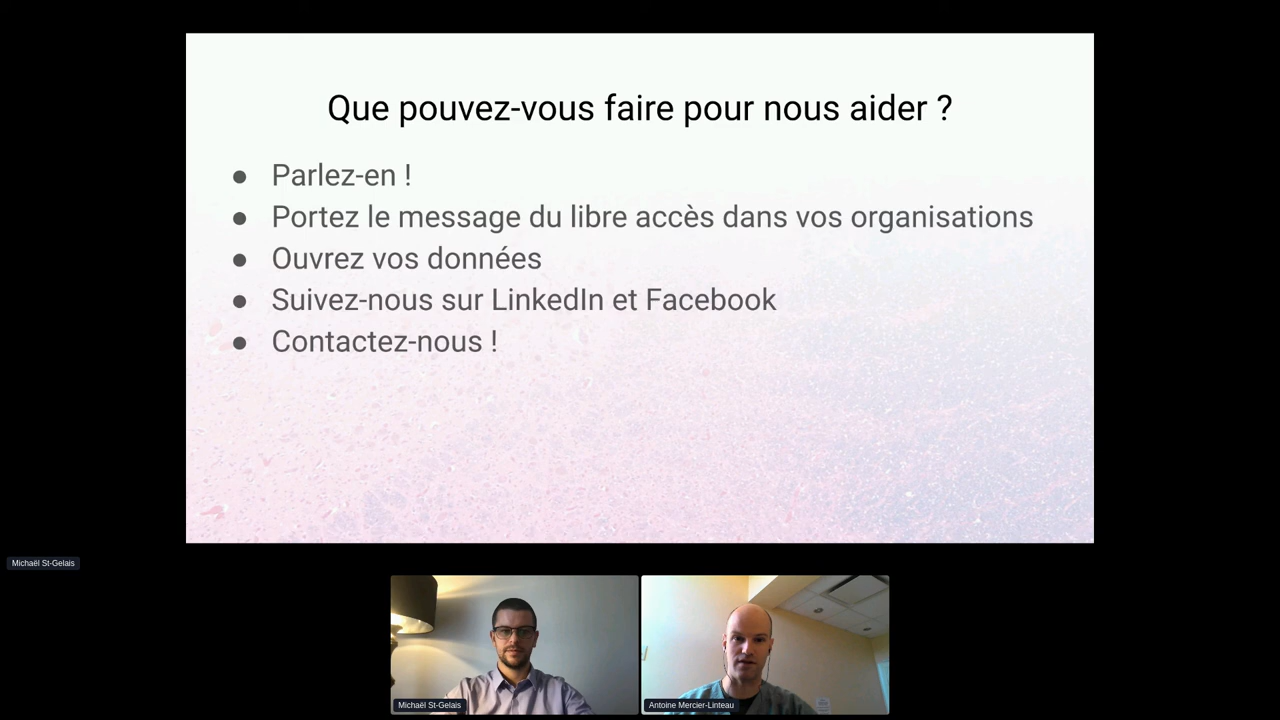 Que pouvez-vous faire pour nous aider ?
● Parlez-en !
● Portez le message du libre accès dans vos organisations
● Ouvrez vos données
● Suivez-nous sur LinkedIn et Facebook
● Contactez-nous !
Michaël St-Gelais
Michaël St-Gelais
Antoine Mercier-Linteau